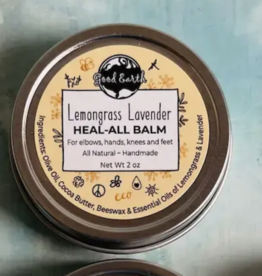 Good Earth
Lemongrass Lavender
HEAL-ALL BALM
For elbows, hands, knees and feet
All Natural ~ Handmade
Net Wt 2 oz
eco
Ingredients: Olive Oil, Cocoa Butter, Beeswax & Essential Oils of Lemongrass & Lavender